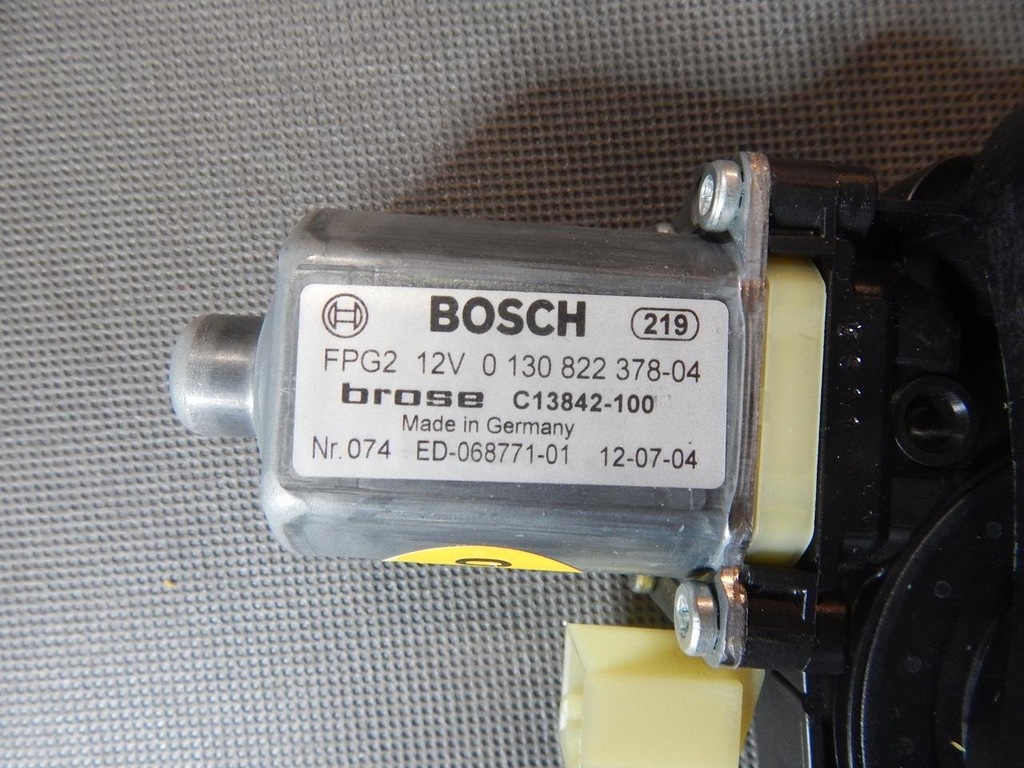 BOSCH 219
FPG2 12V 0 130 822 378-04
brose C13842-100
Made in Germany
Nr. 074 ED-068771-01 12-07-04